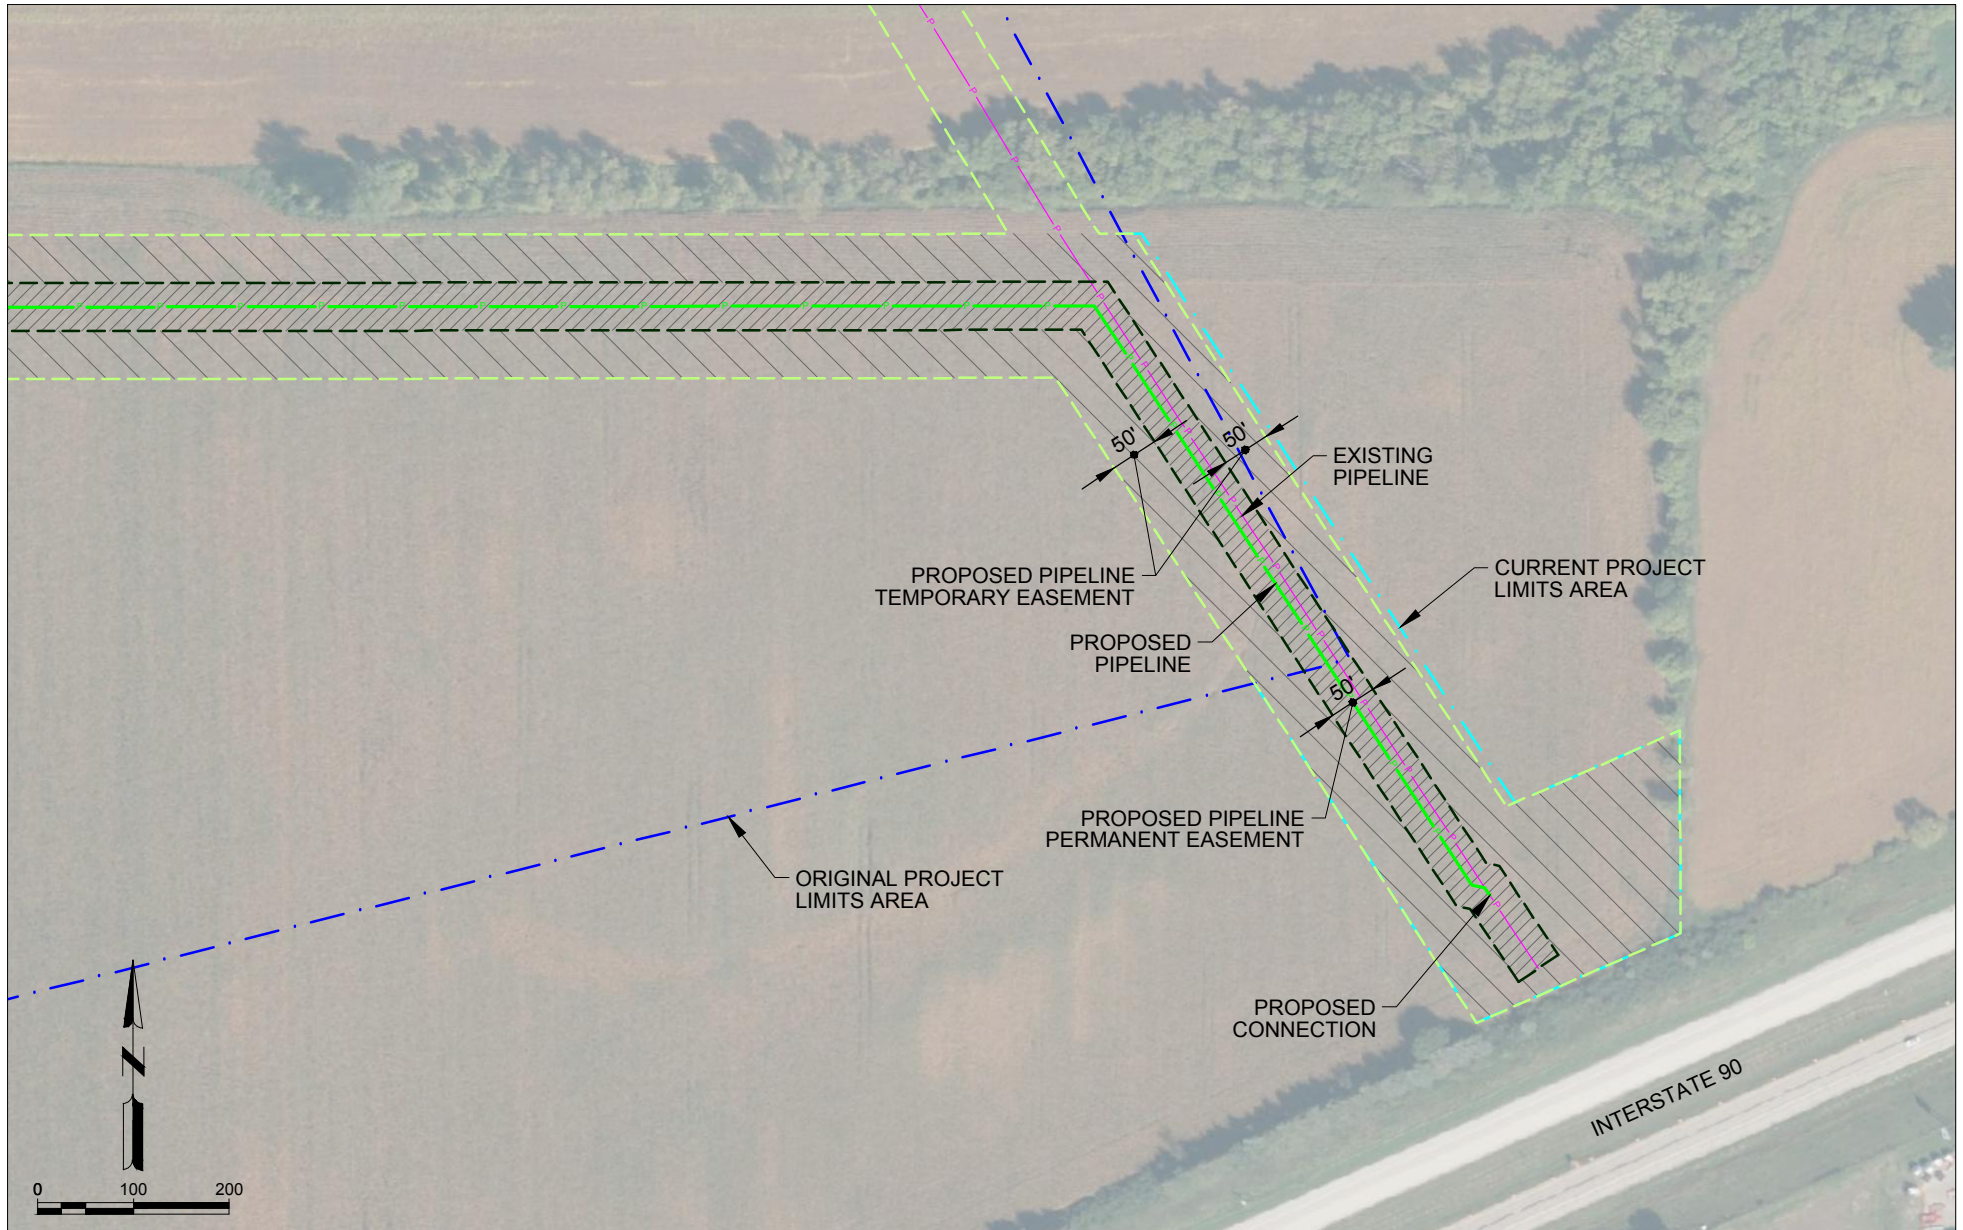 50'
50'
EXISTING
PIPELINE
PROPOSED PIPELINE
TEMPORARY EASEMENT
CURRENT PROJECT
LIMITS AREA
PROPOSED
PIPELINE
50'
PROPOSED PIPELINE
PERMANENT EASEMENT
ORIGINAL PROJECT
LIMITS AREA
PROPOSED
CONNECTION
N
INTERSTATE 90
0 100 200